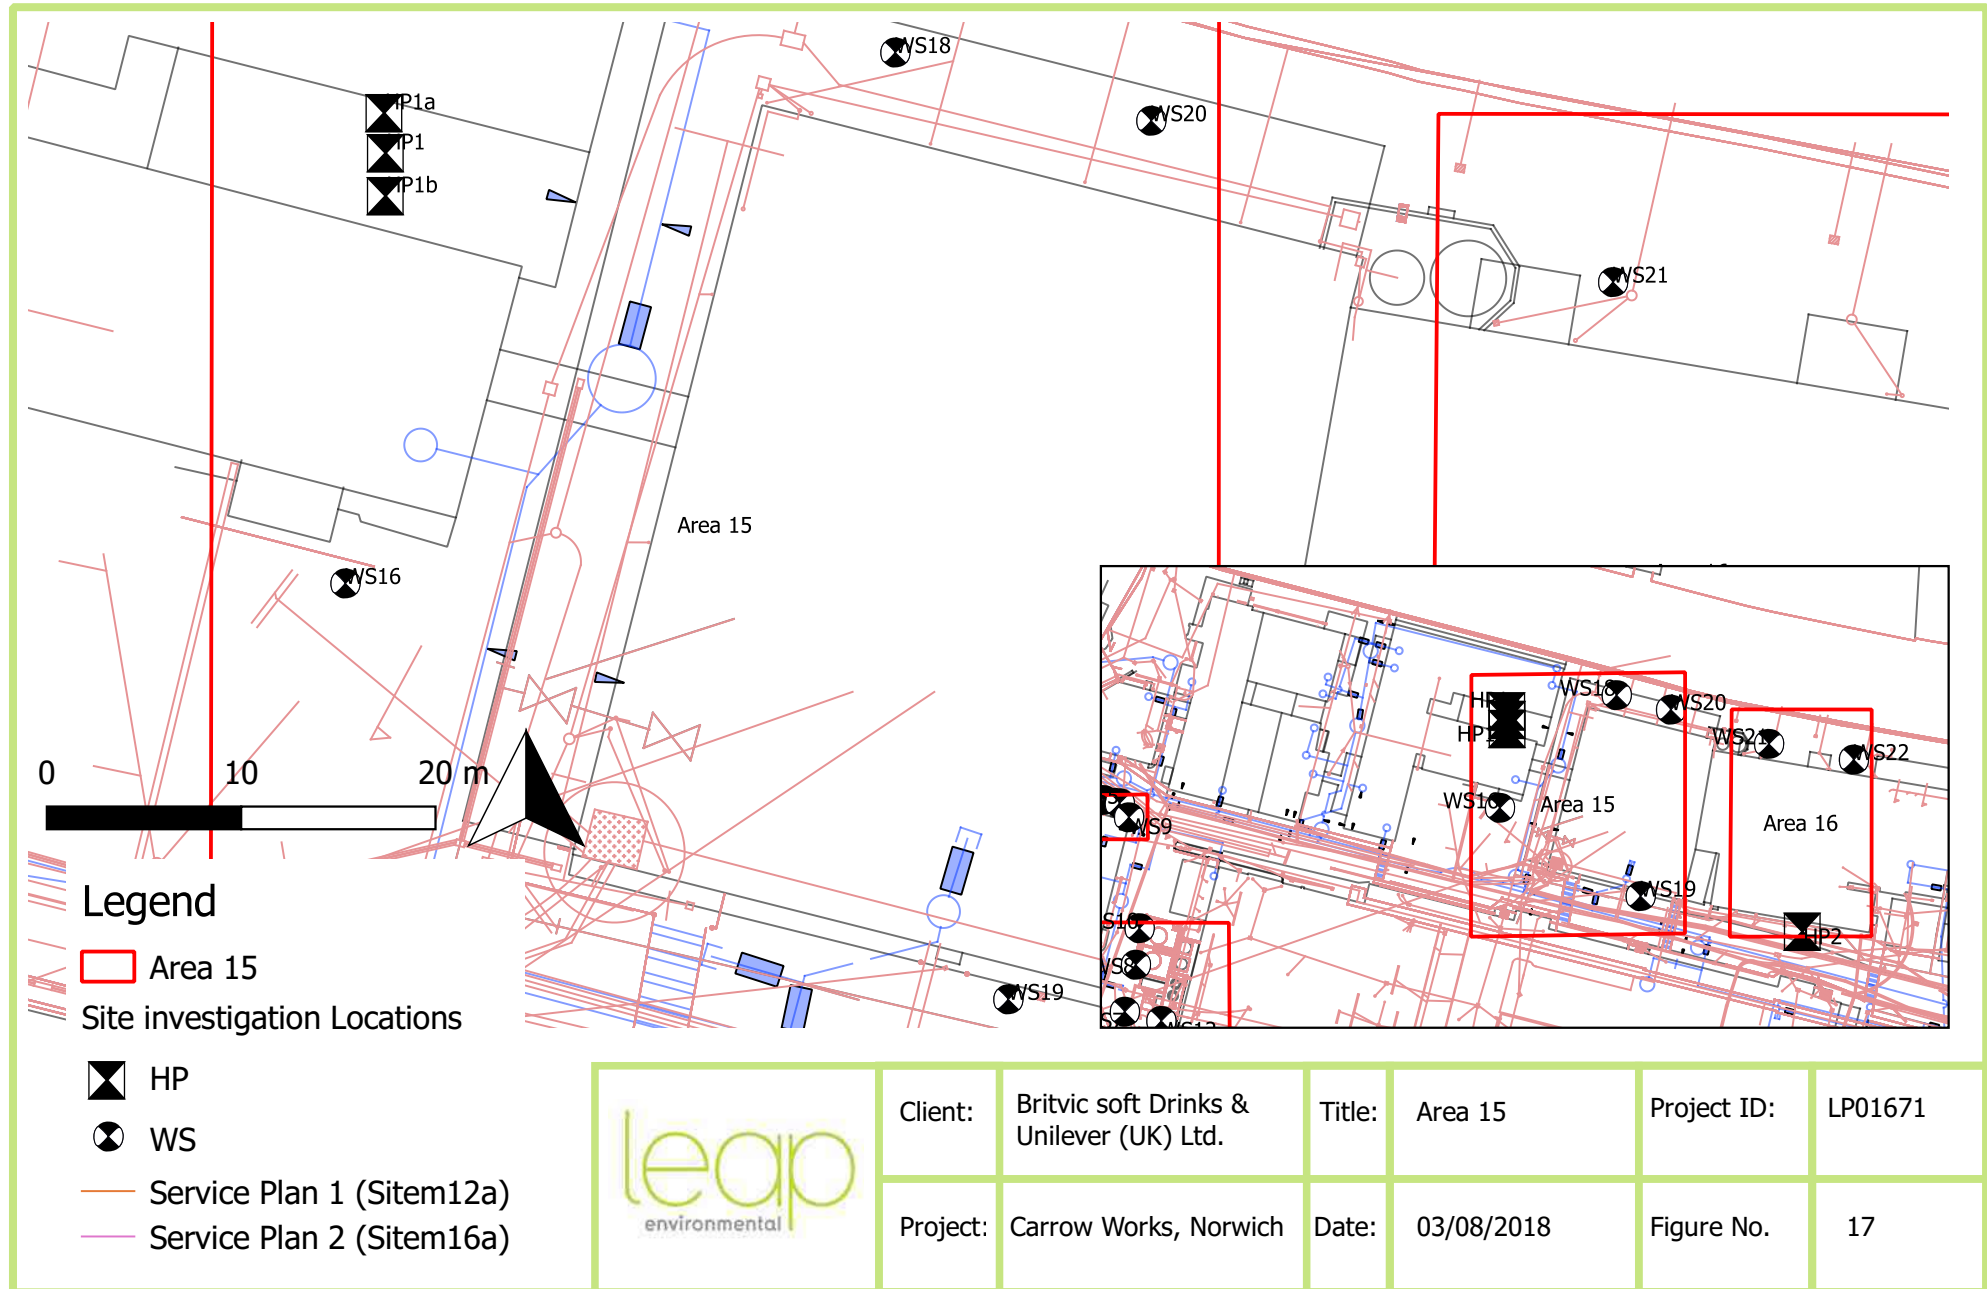 WS18
WS20
HP1a
HP1
HP1b
WS21
Area 15
WS16
0 10 20 m
WS19
WS18
WS20
WS21
WS22
WS16
Area 15
Area 16
WS9
WS19
HP2
WS8
Legend
Area 15
Site investigation Locations
HP
WS
Service Plan 1 (Sitem12a)
Service Plan 2 (Sitem16a)
leap
environmental
Client:
Britvic soft Drinks &
Unilever (UK) Ltd.
Title:
Area 15
Project ID:
LP01671
Project:
Carrow Works, Norwich
Date:
03/08/2018
Figure No.
17